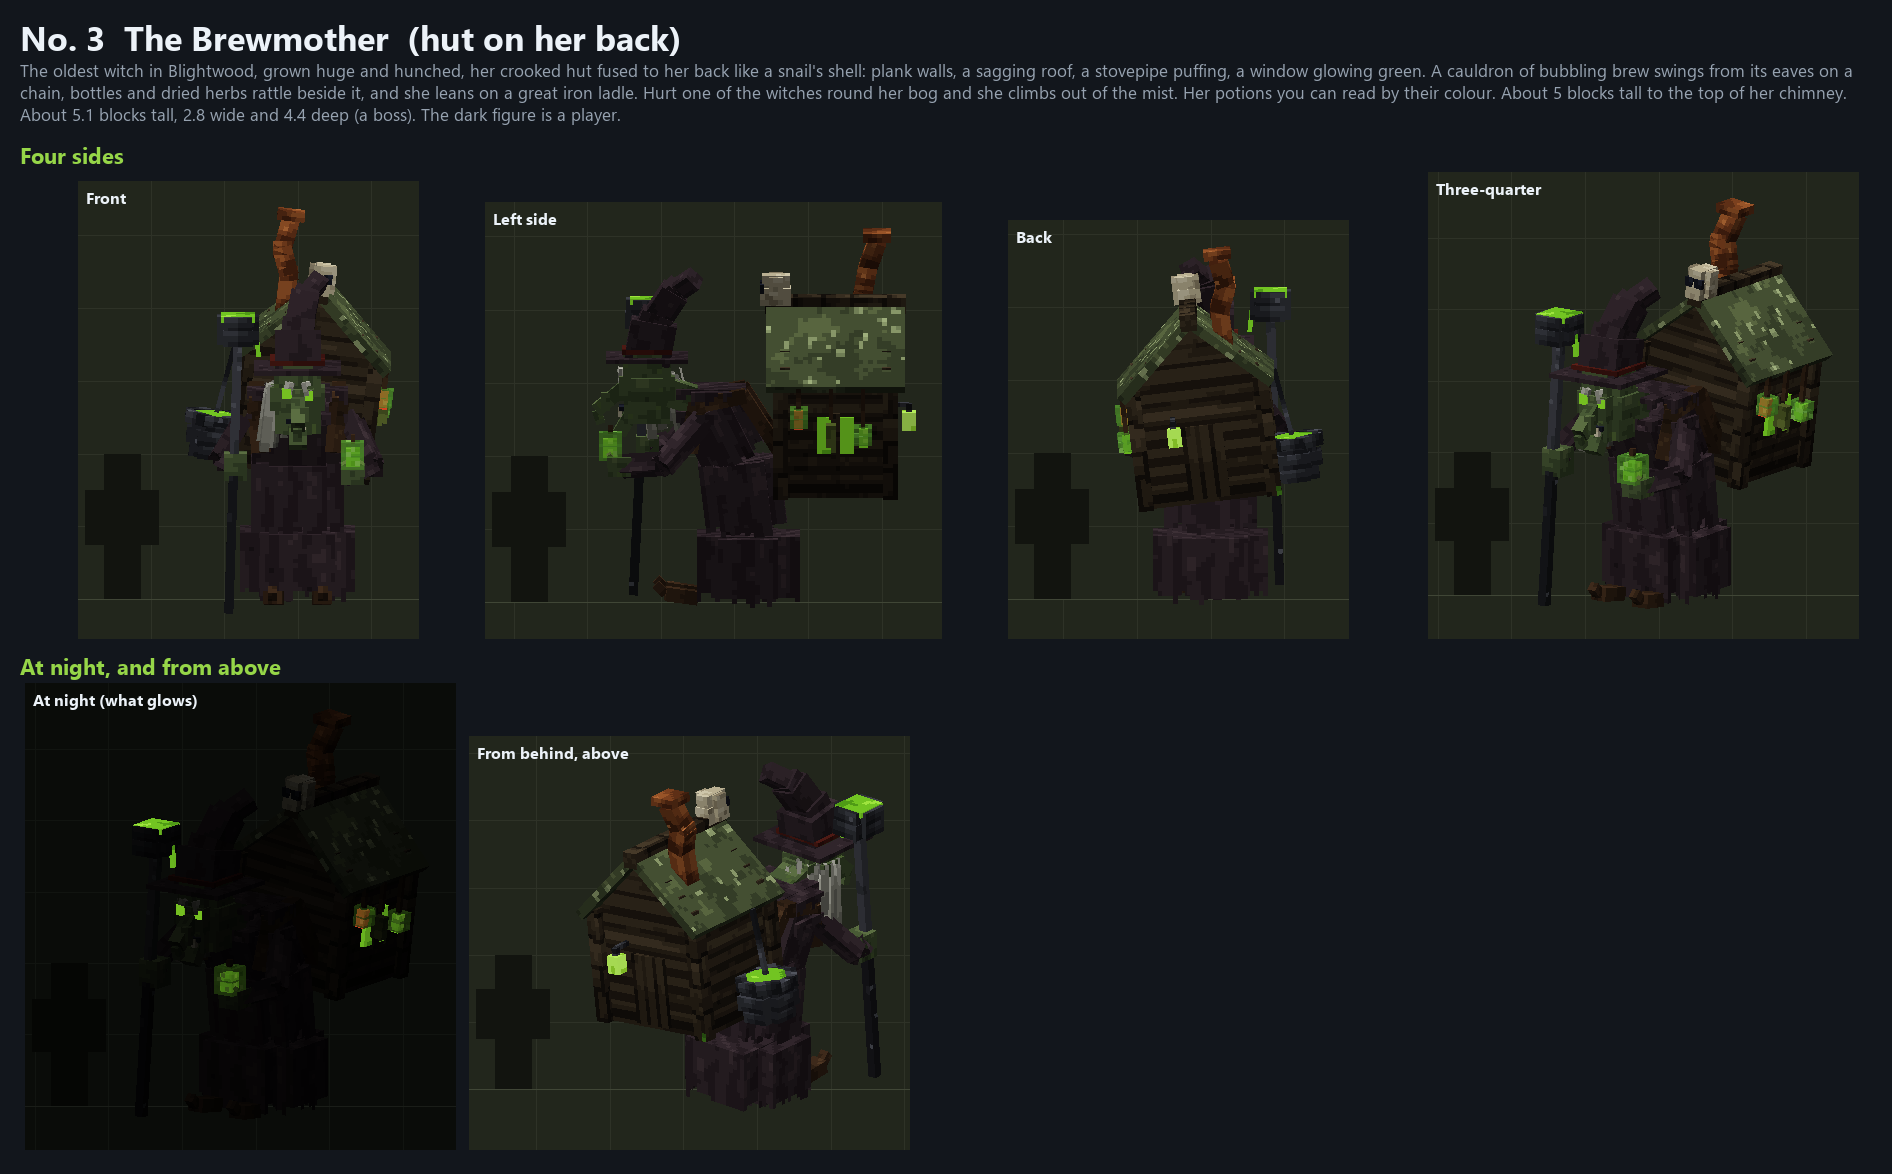 No. 3 The Brewmother (hut on her back)
The oldest witch in Blightwood, grown huge and hunched, her crooked hut fused to her back like a snail's shell: plank walls, a sagging roof, a stovepipe puffing, a window glowing green. A cauldron of bubbling brew swings from its eaves on a
chain, bottles and dried herbs rattle beside it, and she leans on a great iron ladle. Hurt one of the witches round her bog and she climbs out of the mist. Her potions you can read by their colour. About 5 blocks tall to the top of her chimney.
About 5.1 blocks tall, 2.8 wide and 4.4 deep (a boss). The dark figure is a player.
Four sides
Front
Left side
Back
Three-quarter
At night, and from above
At night (what glows)
From behind, above